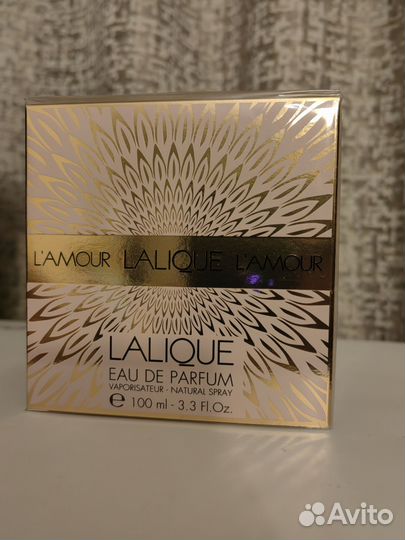 L'AMOUR LALIQUE L'AMOUR
LALIQUE
EAU DE PARFUM
VAPORISATEUR - NATURAL SPRAY
e 100 ml - 3.3 Fl.Oz.
Avito